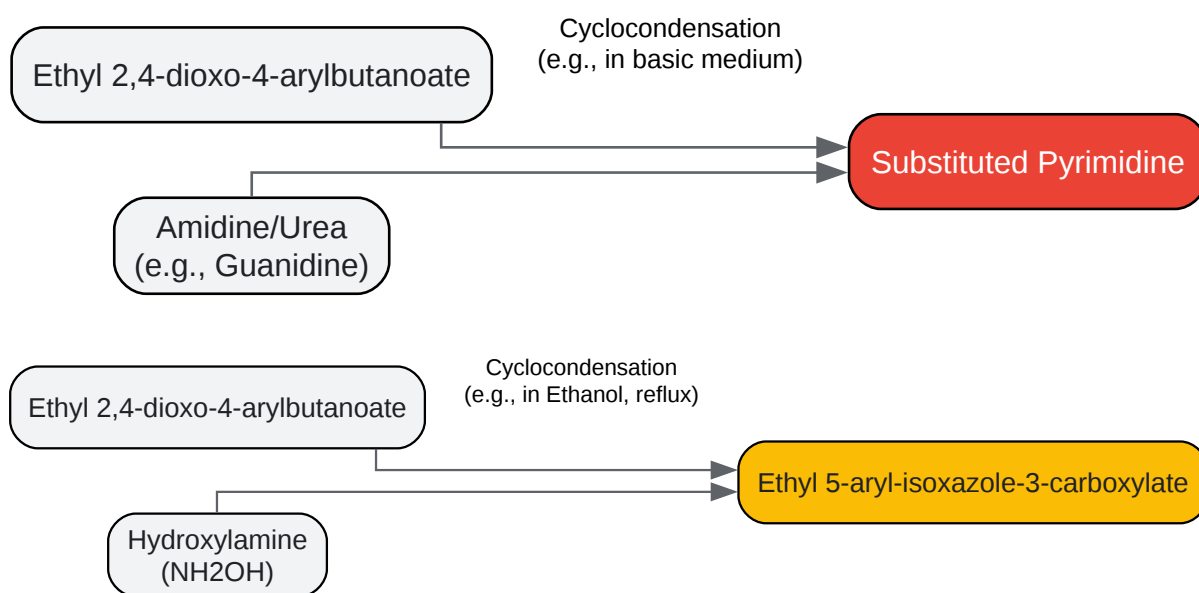 Cyclocondensation
(e.g., in basic medium)
Ethyl 2,4-dioxo-4-arylbutanoate
Substituted Pyrimidine
Amidine/Urea
(e.g., Guanidine)
Cyclocondensation
(e.g., in Ethanol, reflux)
Ethyl 2,4-dioxo-4-arylbutanoate
Ethyl 5-aryl-isoxazole-3-carboxylate
Hydroxylamine
(NH2OH)